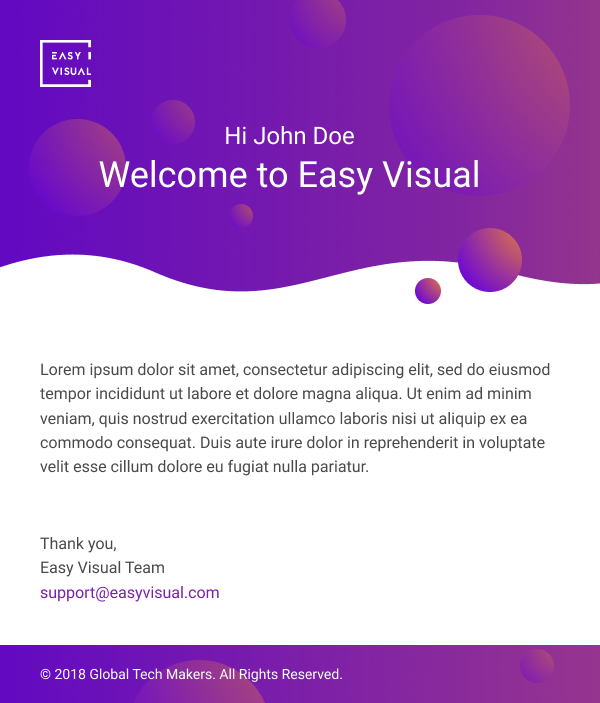 EASY
VISUAL
Hi John Doe
Welcome to Easy Visual
Lorem ipsum dolor sit amet, consectetur adipiscing elit, sed do eiusmod
tempor incididunt ut labore et dolore magna aliqua. Ut enim ad minim
veniam, quis nostrud exercitation ullamco laboris nisi ut aliquip ex ea
commodo consequat. Duis aute irure dolor in reprehenderit in voluptate
velit esse cillum dolore eu fugiat nulla pariatur.
Thank you,
Easy Visual Team
support@easyvisual.com
© 2018 Global Tech Makers. All Rights Reserved.